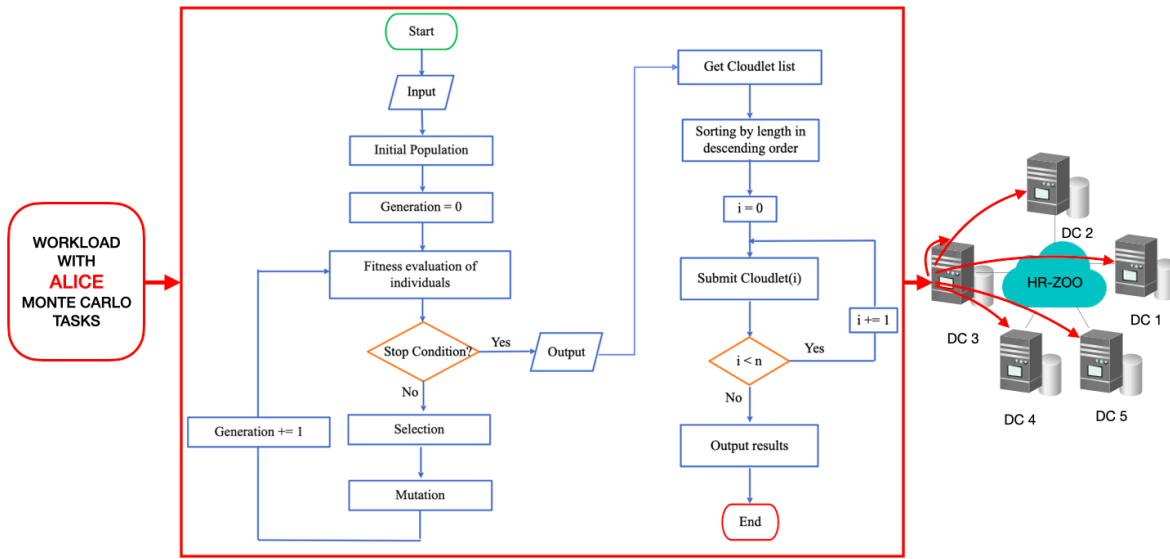 WORKLOAD
WITH
ALICE
MONTE CARLO
TASKS
Start
Input
Initial Population
Generation = 0
Fitness evaluation of
individuals
Stop Condition?
Yes
Output
No
Selection
Mutation
Generation += 1
Get Cloudlet list
Sorting by length in
descending order
i = 0
Submit Cloudlet(i)
i += 1
i < n
Yes
No
Output results
End
DC 2
HR-ZOO
DC 1
DC 3
DC 4
DC 5